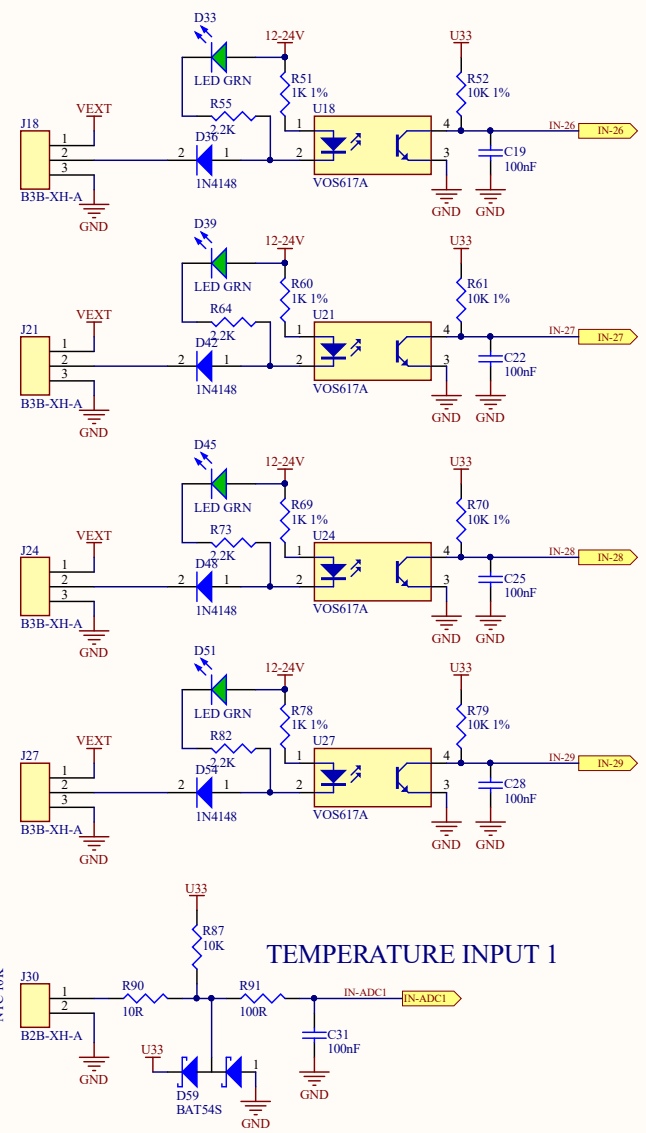 D33
12-24V
U33
LED GRN
R51
1K 1%
R52
10K 1%
VEXT
R55
2.2K
U18
J18
D36
1
2
3
2
1
1
2
4
3
IN-26
IN-26
C19
100nF
B3B-XH-A
1N4148
VOS617A
GND
GND
GND
D39
12-24V
U33
LED GRN
R60
1K 1%
R61
10K 1%
VEXT
R64
2.2K
U21
J21
D42
1
2
3
2
1
1
2
4
3
IN-27
IN-27
C22
100nF
B3B-XH-A
1N4148
VOS617A
GND
GND
GND
D45
12-24V
U33
LED GRN
R69
1K 1%
R70
10K 1%
VEXT
R73
2.2K
U24
J24
D48
1
2
3
2
1
1
2
4
3
IN-28
IN-28
C25
100nF
B3B-XH-A
1N4148
VOS617A
GND
GND
GND
D51
12-24V
U33
LED GRN
R78
1K 1%
R79
10K 1%
VEXT
R82
2.2K
U27
J27
D54
1
2
3
2
1
1
2
4
3
IN-29
IN-29
C28
100nF
B3B-XH-A
1N4148
VOS617A
GND
GND
GND
U33
R87
10K
TEMPERATURE INPUT 1
J30
1
2
R90
10R
R91
100R
IN-ADC1
IN-ADC1
B2B-XH-A
C31
100nF
U33
1
GND
D59
BAT54S
GND
GND